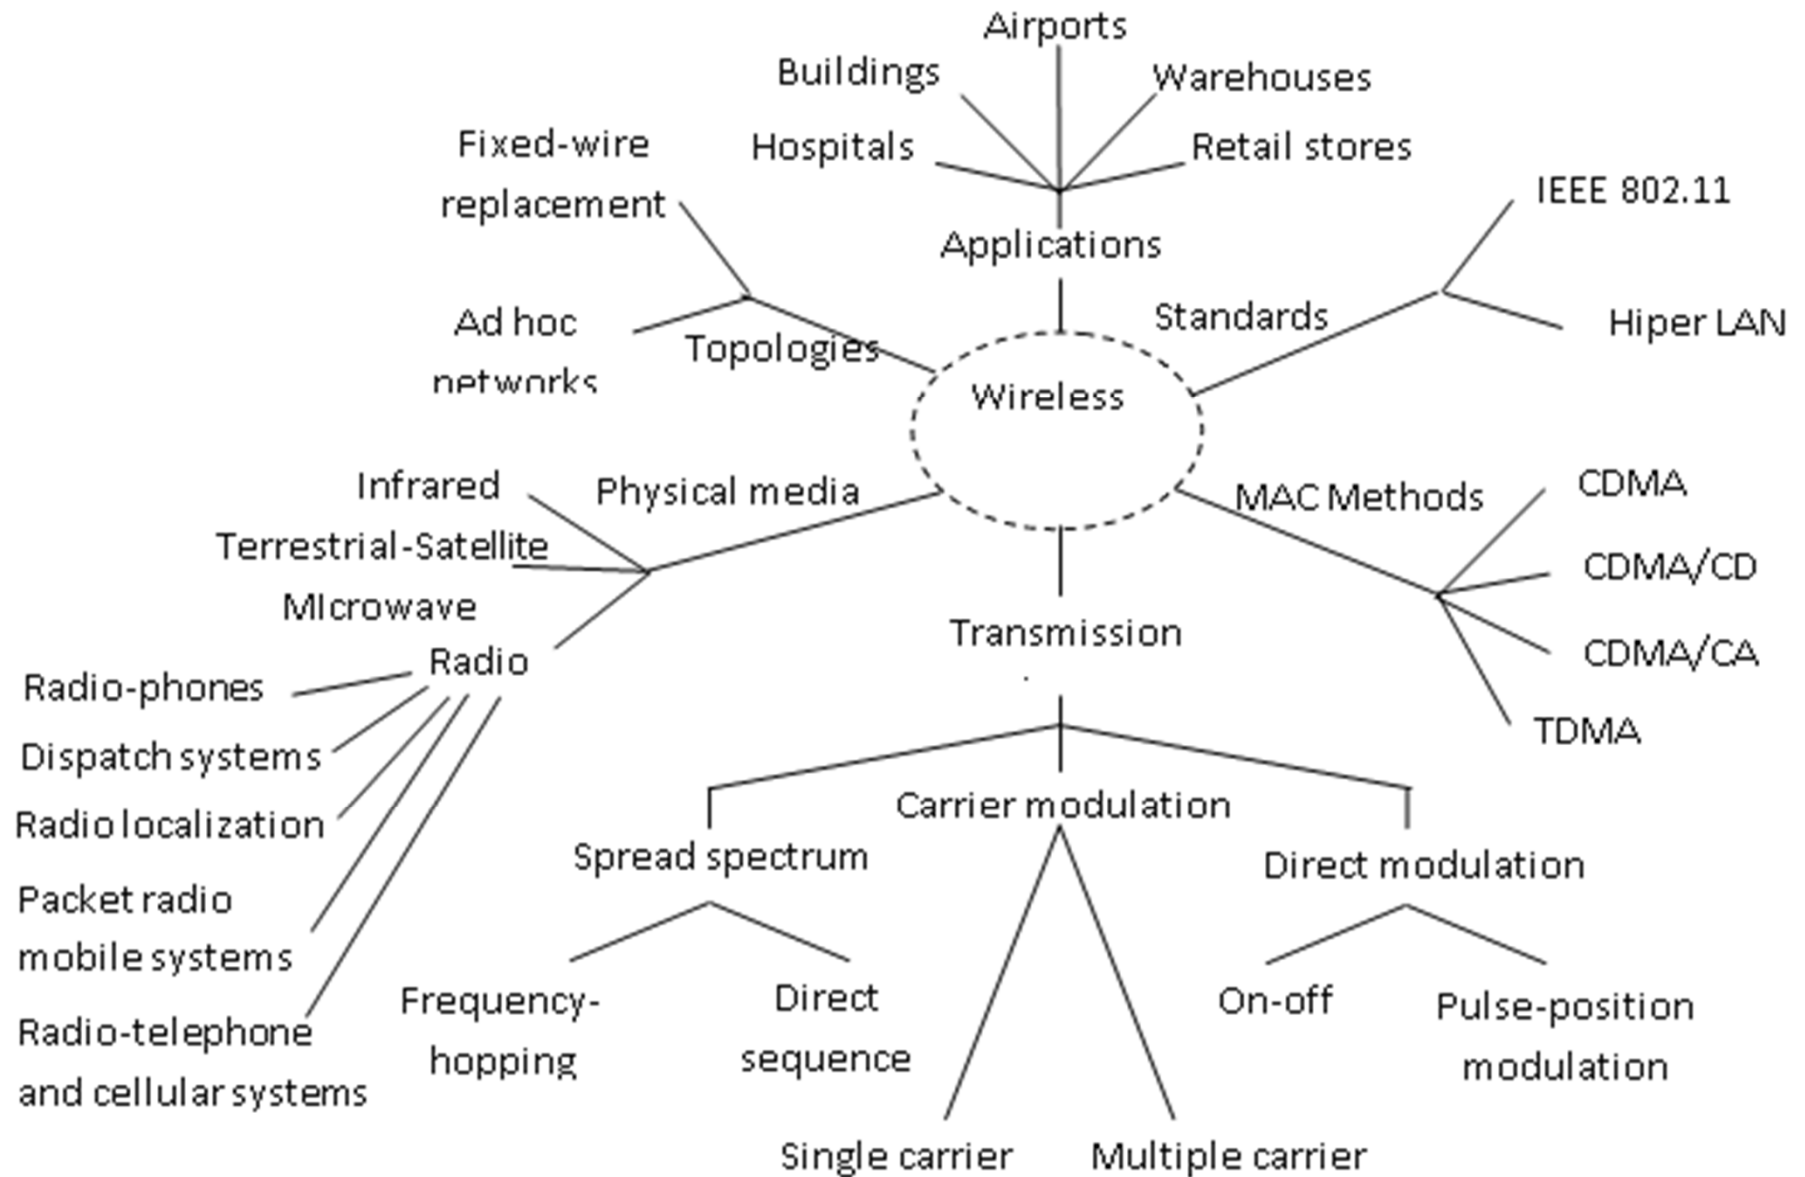 Airports
Buildings
Warehouses
Hospitals
Retail stores
Fixed-wire
replacement
IEEE 802.11
Applications
Ad hoc
networks
Topologies
Standards
Hiper LAN
Wireless
Infrared
Physical media
MAC Methods
CDMA
Terrestrial-Satellite
MIcrowave
CDMA/CD
CDMA/CA
TDMA
Transmission
Radio
Radio-phones
Dispatch systems
Radio localization
Packet radio
mobile systems
Radio-telephone
and cellular systems
Carrier modulation
Spread spectrum
Direct modulation
Frequency-
hopping
Direct
sequence
On-off
Pulse-position
modulation
Single carrier
Multiple carrier